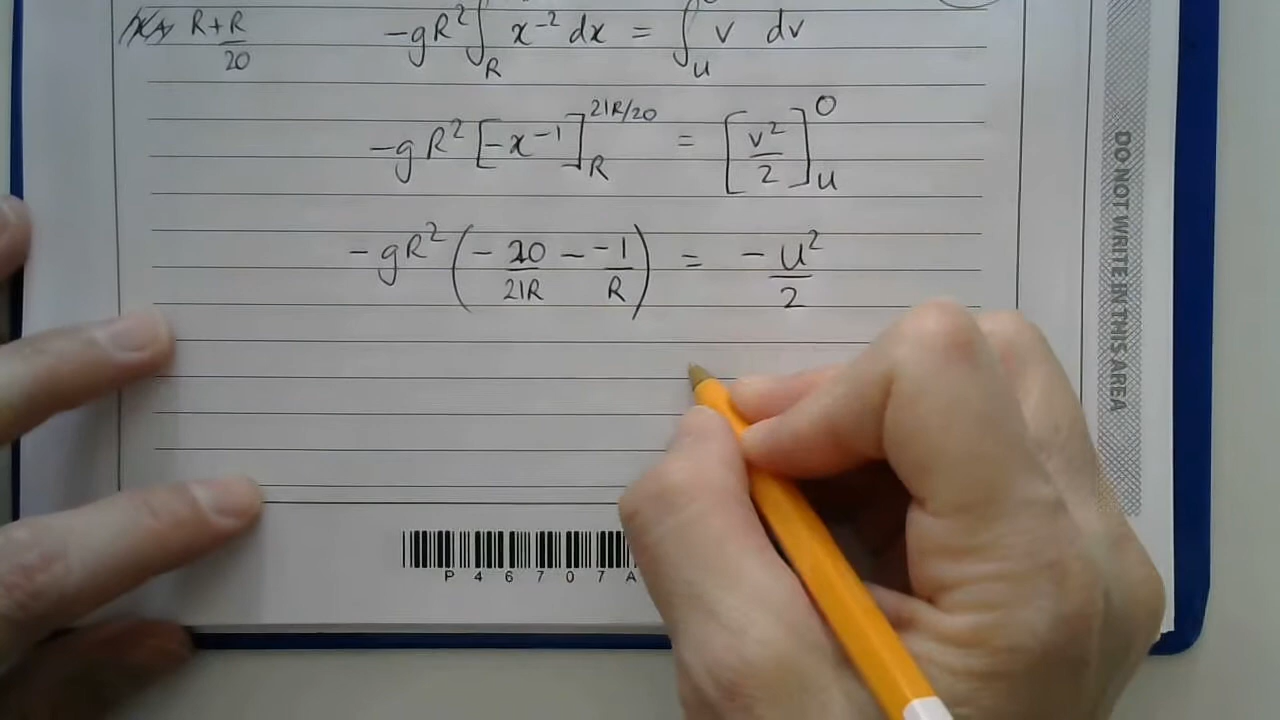 R + R/20 -gR² ∫_R x⁻² dx = ∫_U v dv
-gR² [-x⁻¹]_R^{21R/20} = [v²/2]_U^0
-gR² (-20/21R - -1/R) = -U²/2
DO NOT WRITE IN THIS AREA
P 4 6 7 0 7 A